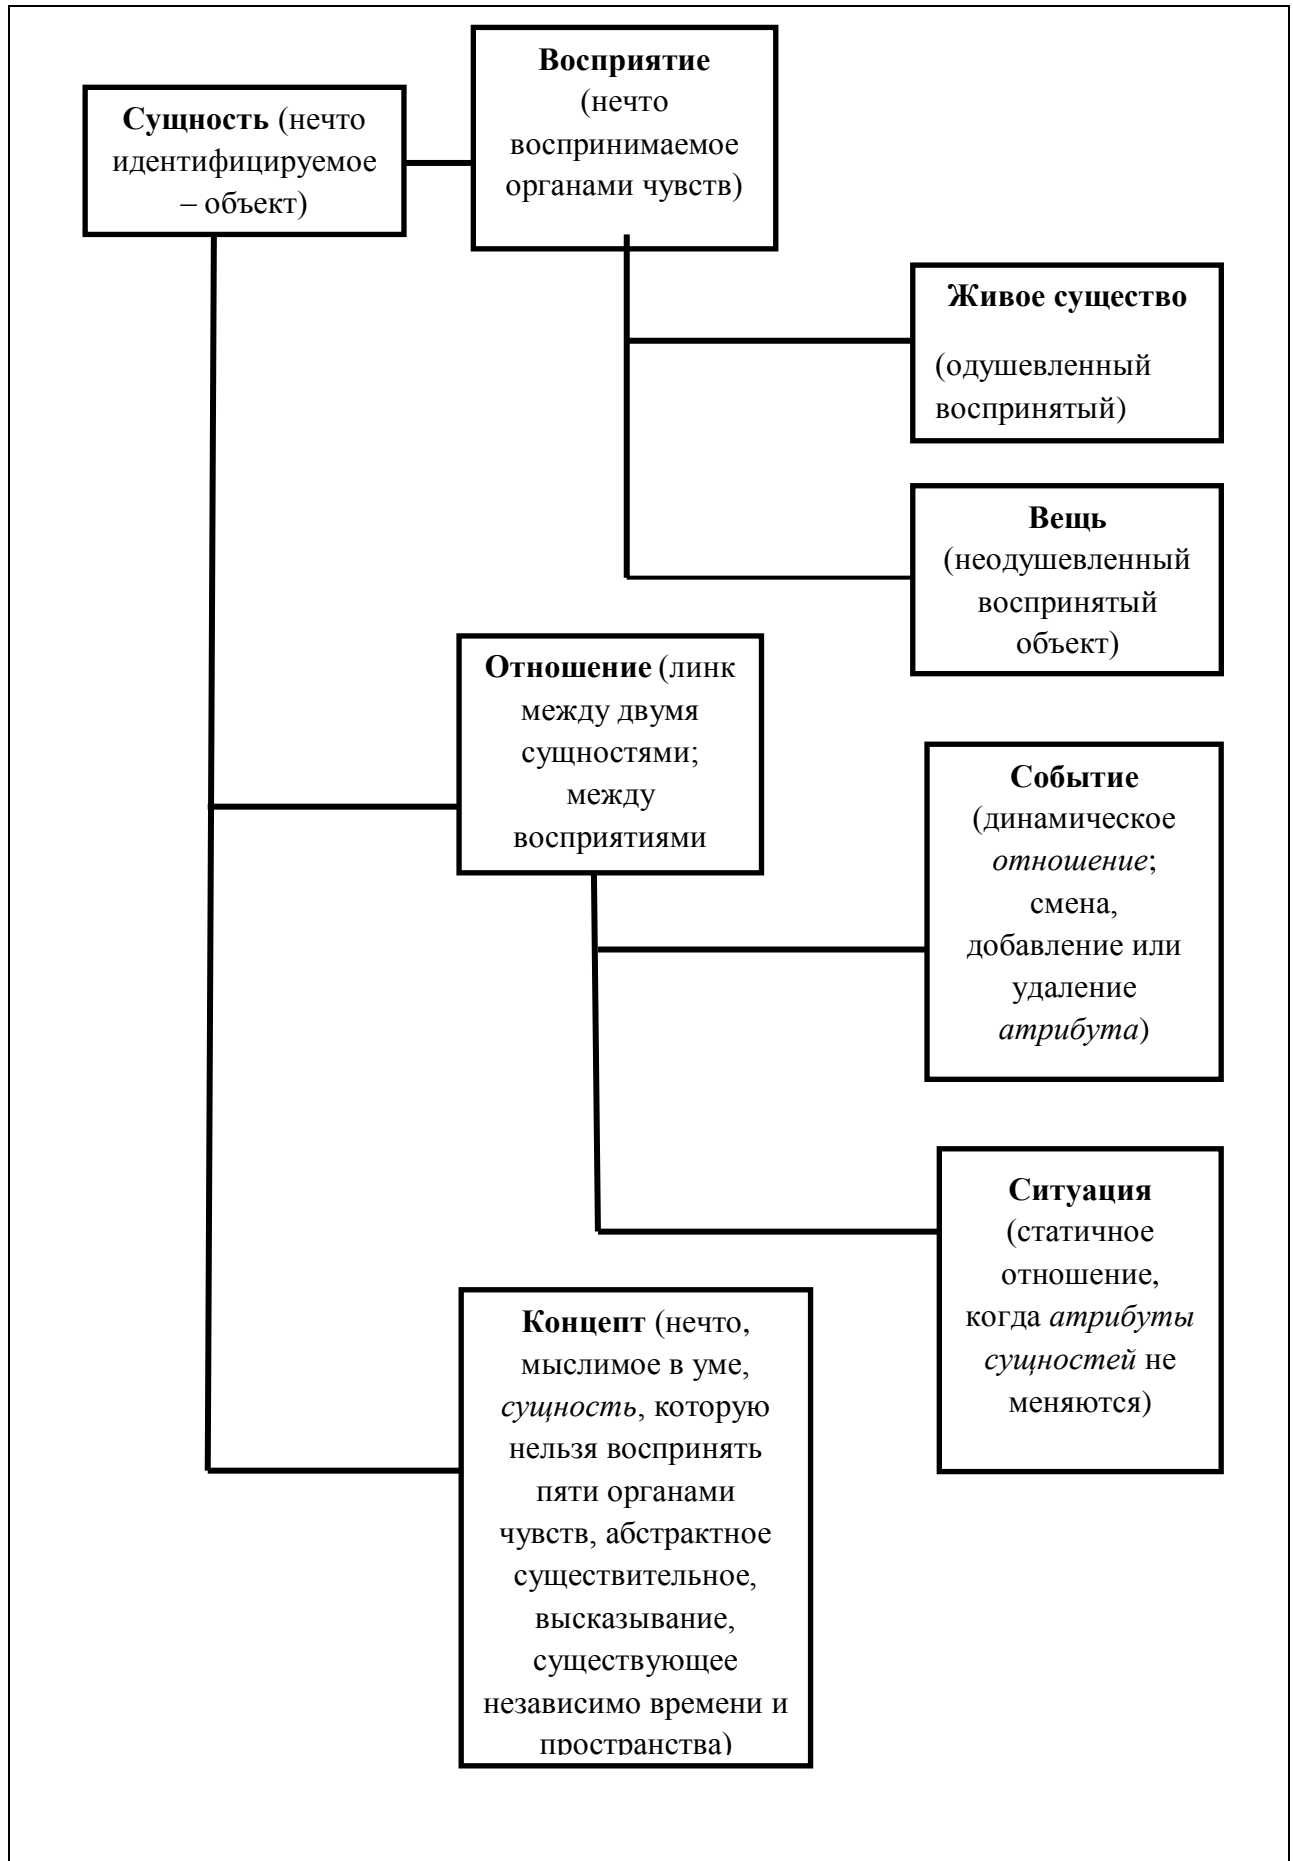 Восприятие
(нечто
воспринимаемое
органами чувств)
Сущность (нечто
идентифицируемое
– объект)
Живое существо
(одушевленный
воспринятый)
Вещь
(неодушевленный
воспринятый
объект)
Отношение (линк
между двумя
сущностями;
между
восприятиями
Событие
(динамическое
отношение;
смена,
добавление или
удаление
атрибута)
Ситуация
(статичное
отношение,
когда атрибуты
сущностей не
меняются)
Концепт (нечто,
мыслимое в уме,
сущность, которую
нельзя воспринять
пяти органами
чувств, абстрактное
существительное,
высказывание,
существующее
независимо времени и
пространства)